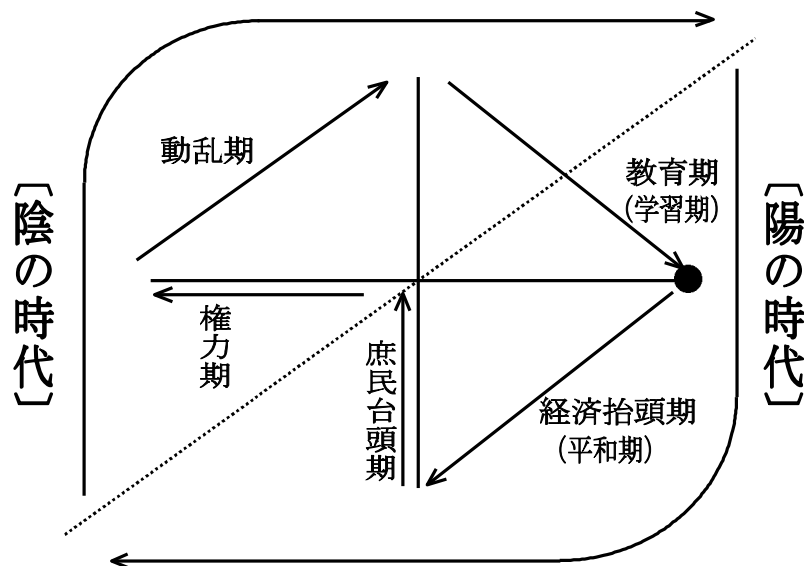 動乱期
教育期
(学習期)
〔陰の時代〕
〔陽の時代〕
権力期
庶民台頭期
経済抬頭期
(平和期)